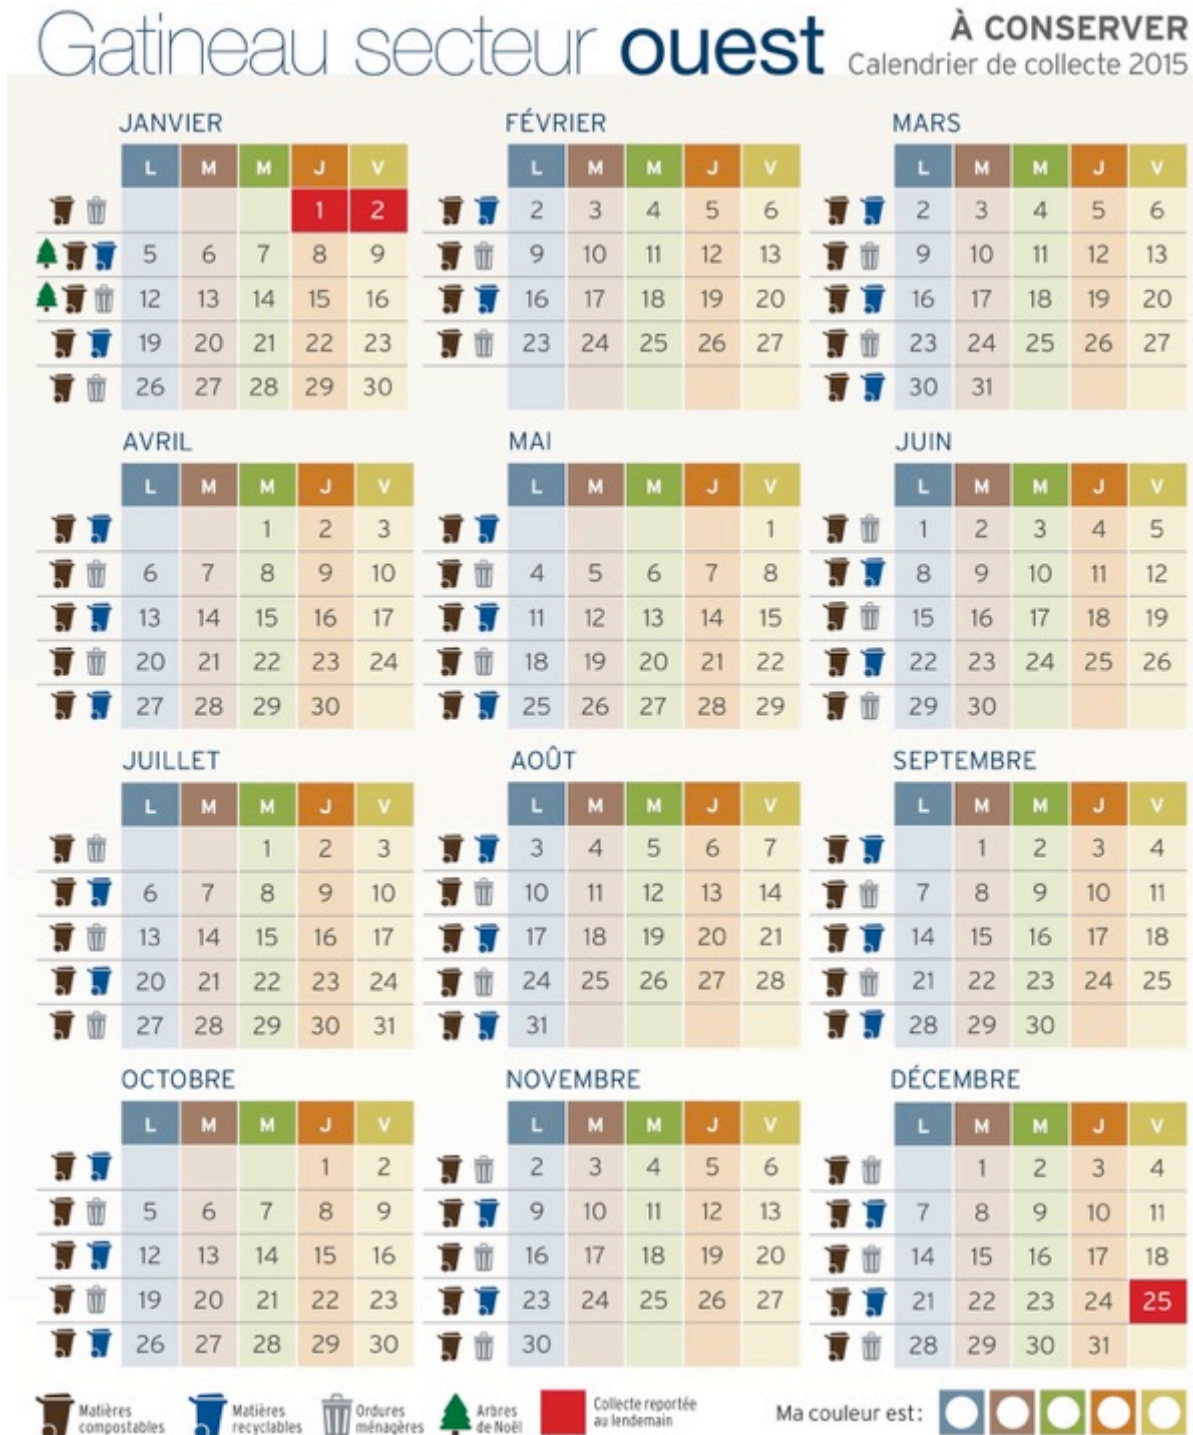 Gatineau secteur ouest
À CONSERVER
Calendrier de collecte 2015
JANVIER
L M M J V
1 2
5 6 7 8 9
12 13 14 15 16
19 20 21 22 23
26 27 28 29 30
FÉVRIER
L M M J V
2 3 4 5 6
9 10 11 12 13
16 17 18 19 20
23 24 25 26 27
MARS
L M M J V
2 3 4 5 6
9 10 11 12 13
16 17 18 19 20
23 24 25 26 27
30 31
AVRIL
L M M J V
1 2 3
6 7 8 9 10
13 14 15 16 17
20 21 22 23 24
27 28 29 30
MAI
L M M J V
1
4 5 6 7 8
11 12 13 14 15
18 19 20 21 22
25 26 27 28 29
JUIN
L M M J V
1 2 3 4 5
8 9 10 11 12
15 16 17 18 19
22 23 24 25 26
29 30
JUILLET
L M M J V
1 2 3
6 7 8 9 10
13 14 15 16 17
20 21 22 23 24
27 28 29 30 31
AOÛT
L M M J V
3 4 5 6 7
10 11 12 13 14
17 18 19 20 21
24 25 26 27 28
31
SEPTEMBRE
L M M J V
1 2 3 4
7 8 9 10 11
14 15 16 17 18
21 22 23 24 25
28 29 30
OCTOBRE
L M M J V
1 2
5 6 7 8 9
12 13 14 15 16
19 20 21 22 23
26 27 28 29 30
NOVEMBRE
L M M J V
2 3 4 5 6
9 10 11 12 13
16 17 18 19 20
23 24 25 26 27
30
DÉCEMBRE
L M M J V
1 2 3 4
7 8 9 10 11
14 15 16 17 18
21 22 23 24 25
28 29 30 31
Matières
compostables
Matières
recyclables
Ordures
ménagères
Arbres
de Noël
Collecte reportée
au lendemain
Ma couleur est :